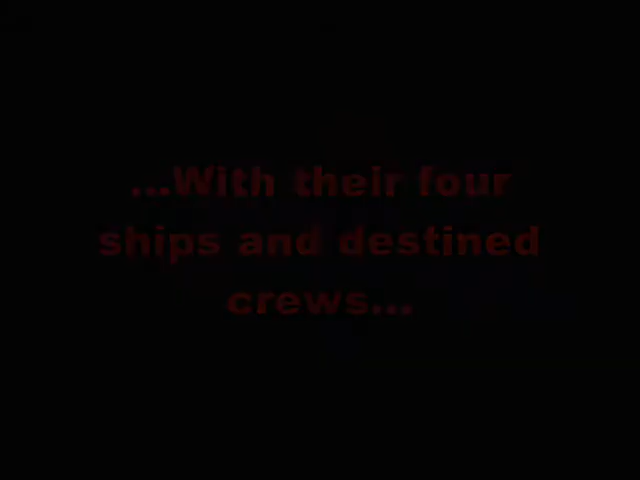 ...With their four
ships and destined
crews...